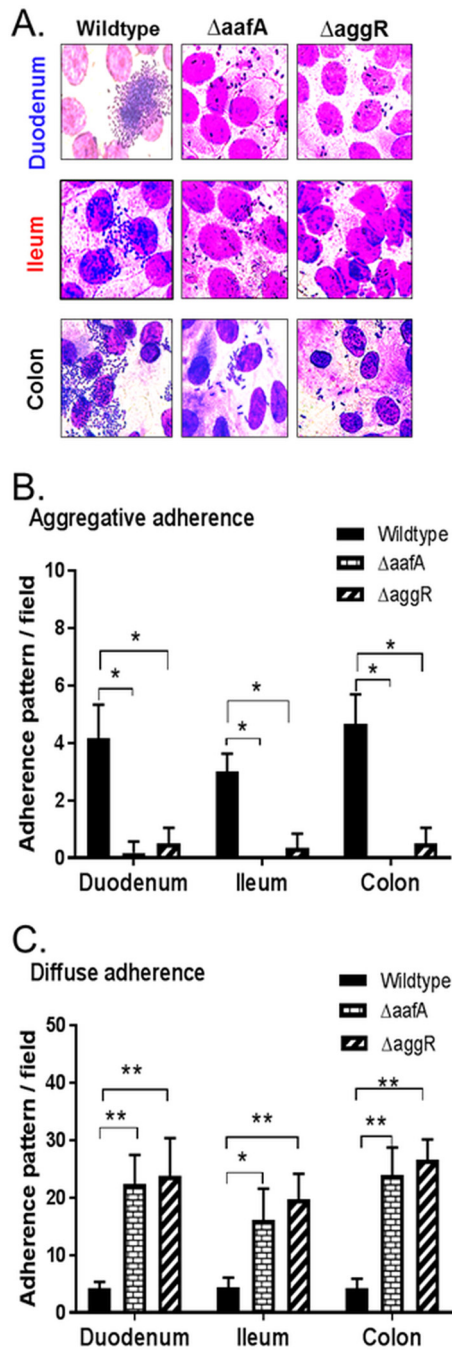 A.
Wildtype ΔaafA ΔaggR
Duodenum
Ileum
Colon
B.
Aggregative adherence
Wildtype
ΔaafA
ΔaggR
Adherence pattern / field
10
8
6
4
2
0
* * * * * *
Duodenum Ileum Colon
C.
Diffuse adherence
Wildtype
ΔaafA
ΔaggR
Adherence pattern / field
50
40
30
20
10
0
** ** ** * ** **
Duodenum Ileum Colon